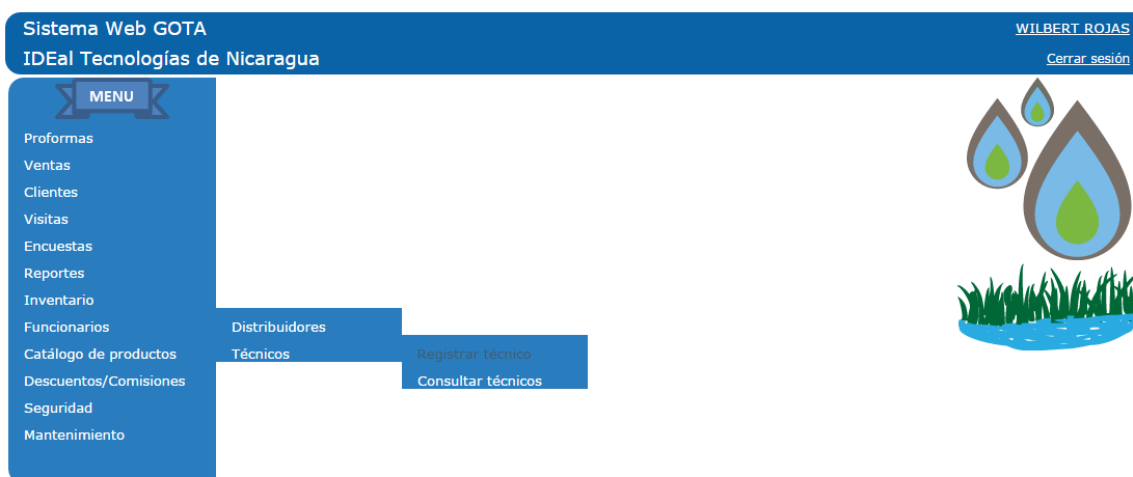 Sistema Web GOTA
WILBERT ROJAS
IDEal Tecnologías de Nicaragua
Cerrar sesión
MENU
Proformas
Ventas
Clientes
Visitas
Encuestas
Reportes
Inventario
Funcionarios
Distribuidores
Catálogo de productos
Técnicos
Registrar técnico
Descuentos/Comisiones
Consultar técnicos
Seguridad
Mantenimiento